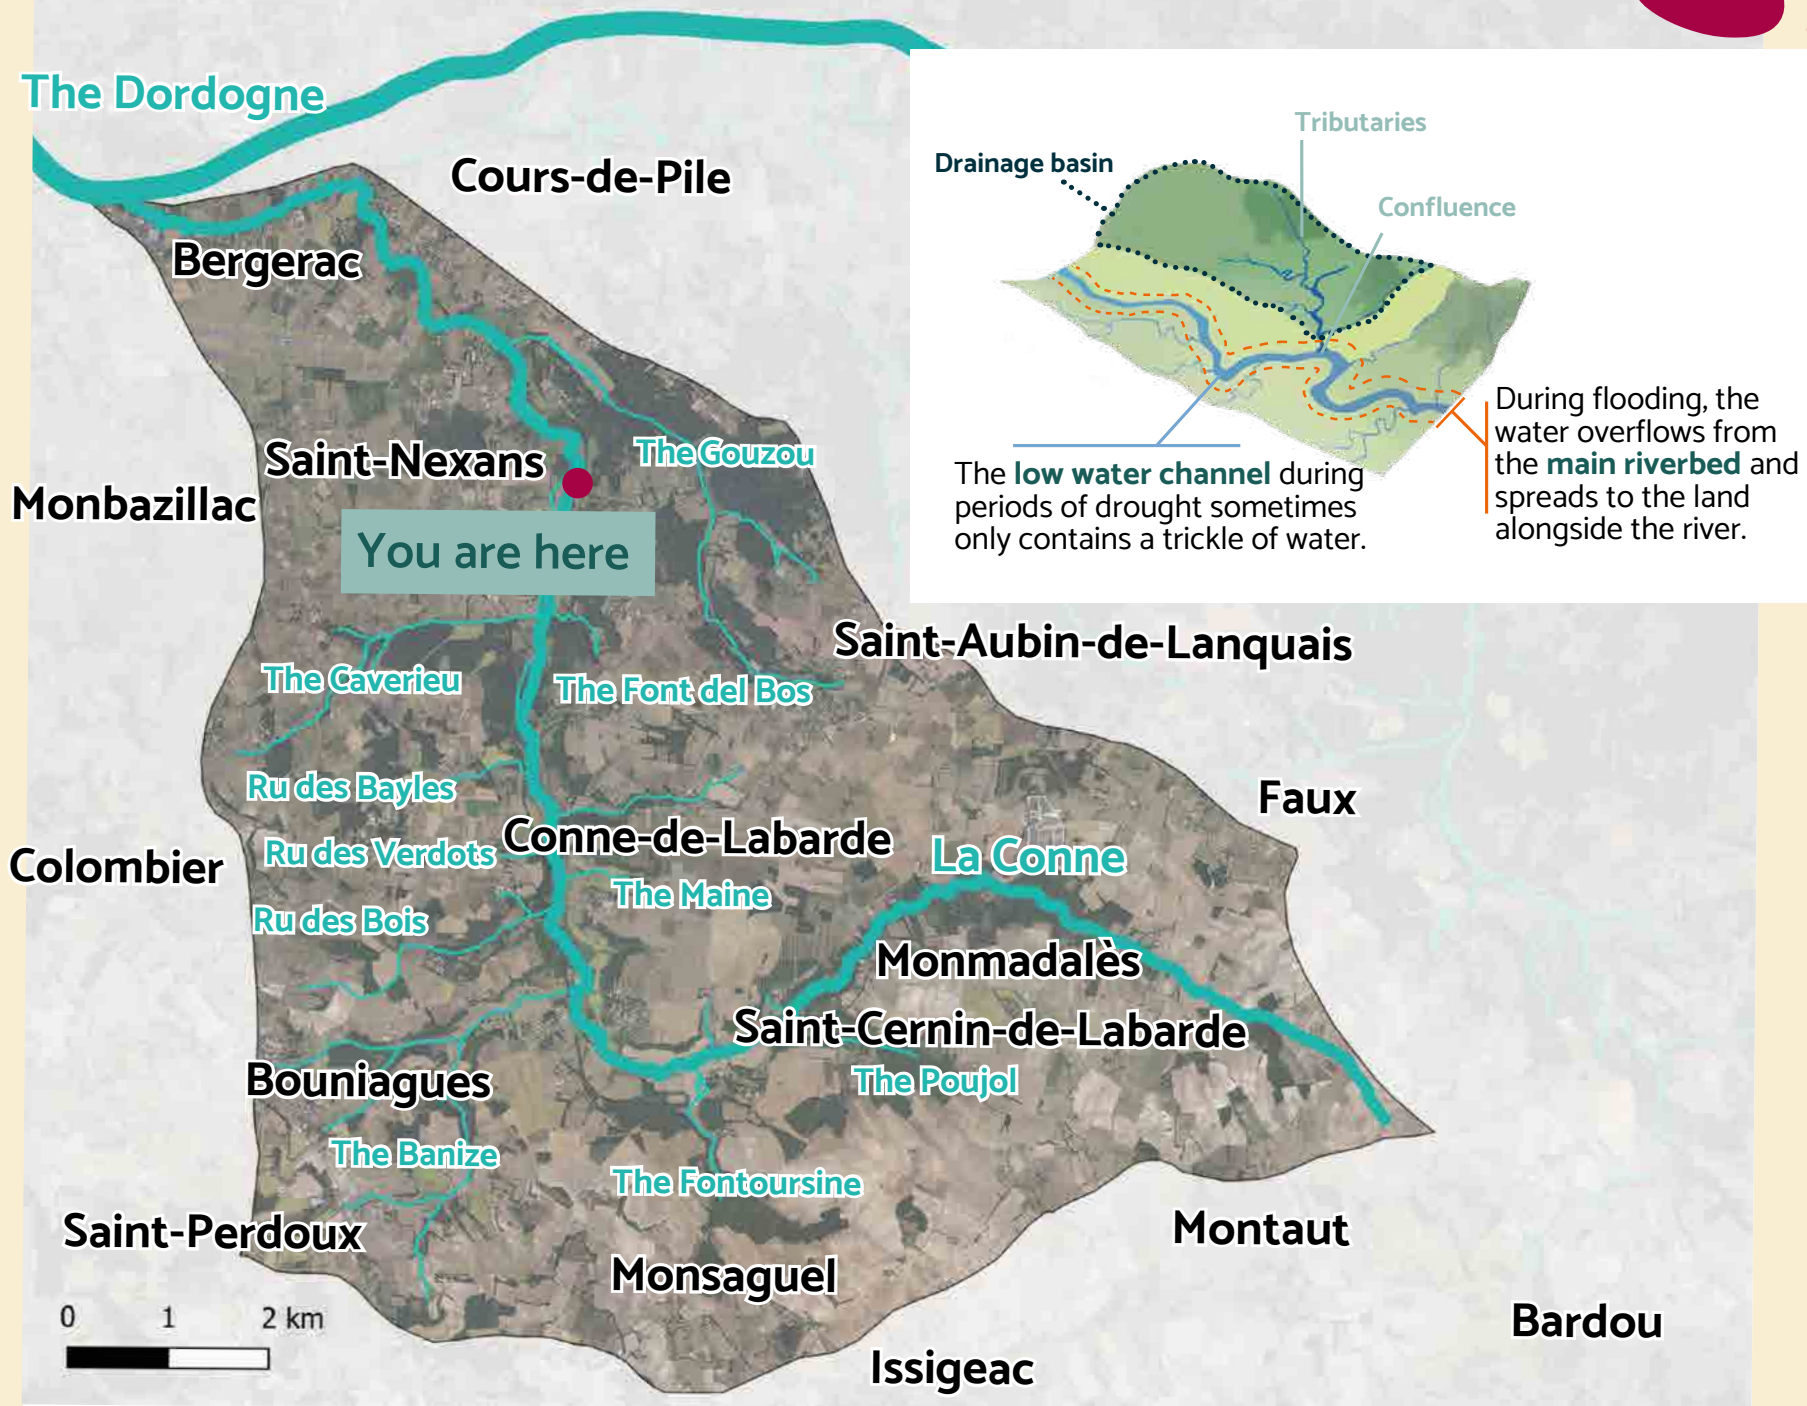 The Dordogne
Cours-de-Pile
Bergerac
Tributaries
Drainage basin
Confluence
During flooding, the
water overflows from
the main riverbed and
spreads to the land
alongside the river.
The low water channel during
periods of drought sometimes
only contains a trickle of water.
Saint-Nexans
The Gouzou
Monbazillac
You are here
Saint-Aubin-de-Lanquais
The Caverieu
The Font del Bos
Ru des Bayles
Faux
Conne-de-Labarde
Ru des Verdots
La Conne
Colombier
The Maine
Ru des Bois
Monmadalès
Saint-Cernin-de-Labarde
Bouniagues
The Poujol
The Banize
The Fontoursine
Saint-Perdoux
Montaut
Monsaguel
0 1 2 km
Bardou
Issigeac